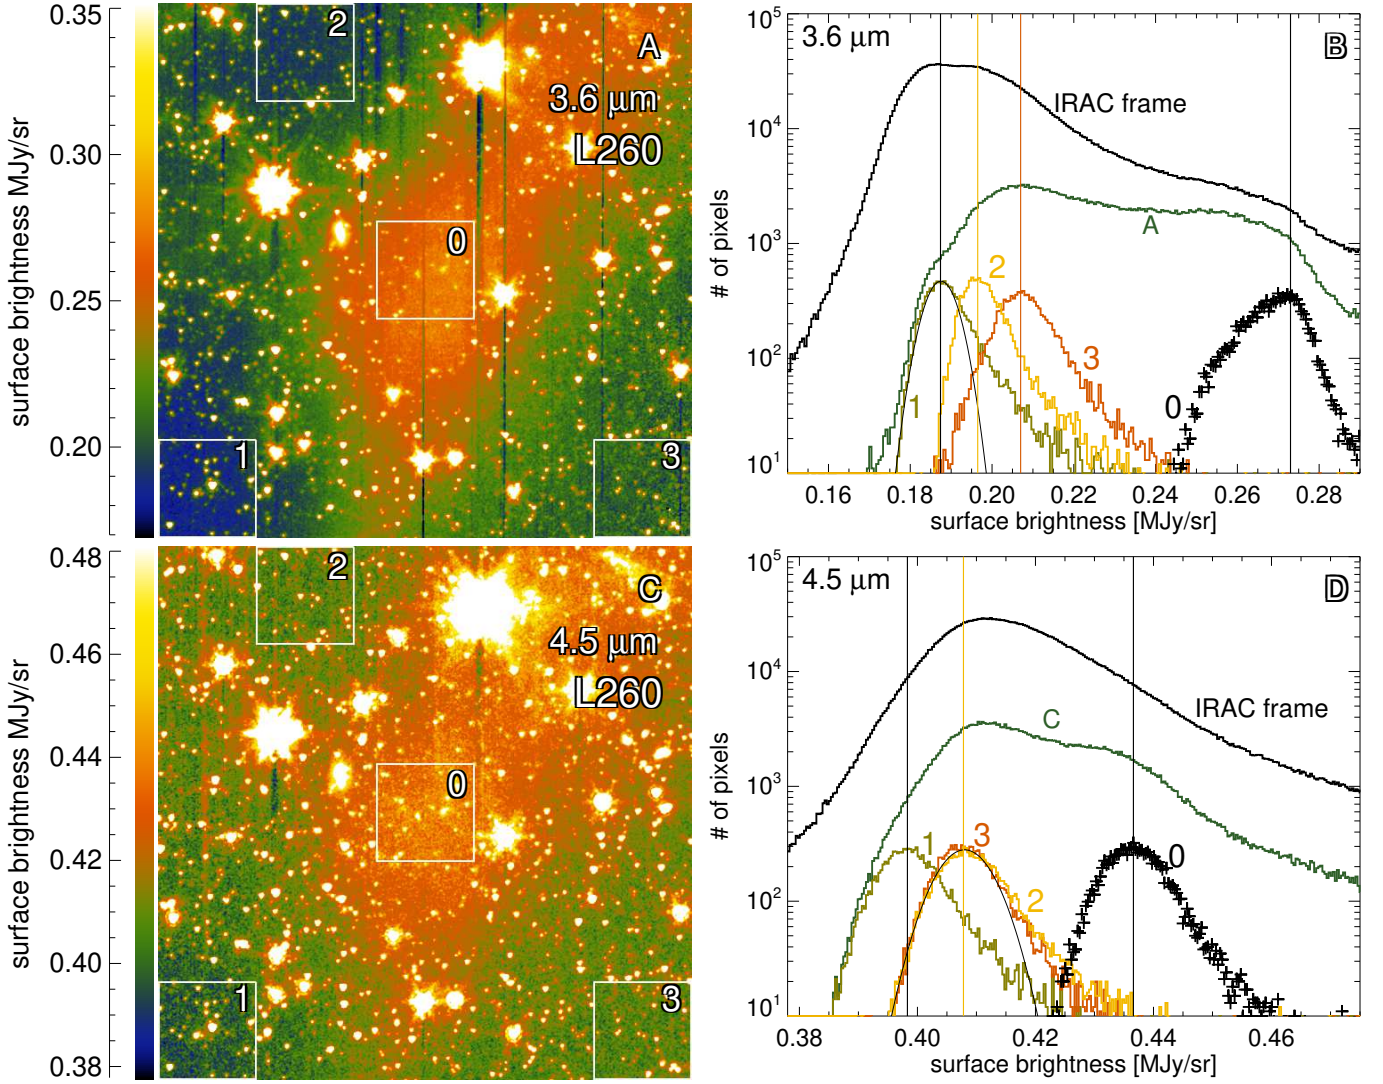 surface brightness MJy/sr
0.35
0.30
0.25
0.20
2
A
3.6 µm
L260
0
1
3
3.6 µm
B
# of pixels
10^5
10^4
10^3
10^2
10^1
IRAC frame
A
2
3
1
0
0.16 0.18 0.20 0.22 0.24 0.26 0.28
surface brightness [MJy/sr]
surface brightness MJy/sr
0.48
0.46
0.44
0.42
0.40
0.38
2
C
4.5 µm
L260
0
1
3
4.5 µm
D
# of pixels
10^5
10^4
10^3
10^2
10^1
IRAC frame
C
1
3
0
2
0.38 0.40 0.42 0.44 0.46
surface brightness [MJy/sr]